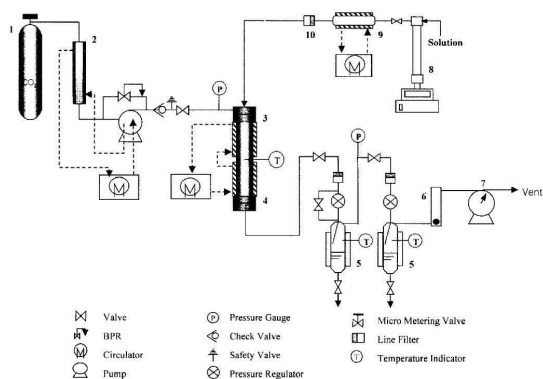 1
2
CO2
M
P
3
4
M
T
10
9
M
Solution
8
P
T
5
T
5
6
7
Vent
Valve
BPR
M Circulator
Pump
P Pressure Gauge
Check Valve
Safety Valve
Pressure Regulator
Micro Metering Valve
Line Filter
T Temperature Indicator